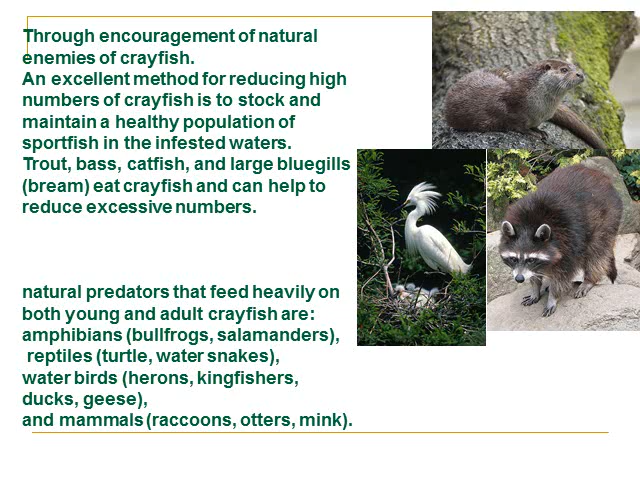 Through encouragement of natural
enemies of crayfish.
An excellent method for reducing high
numbers of crayfish is to stock and
maintain a healthy population of
sportfish in the infested waters.
Trout, bass, catfish, and large bluegills
(bream) eat crayfish and can help to
reduce excessive numbers.
natural predators that feed heavily on
both young and adult crayfish are:
amphibians (bullfrogs, salamanders),
reptiles (turtle, water snakes),
water birds (herons, kingfishers,
ducks, geese),
and mammals (raccoons, otters, mink).